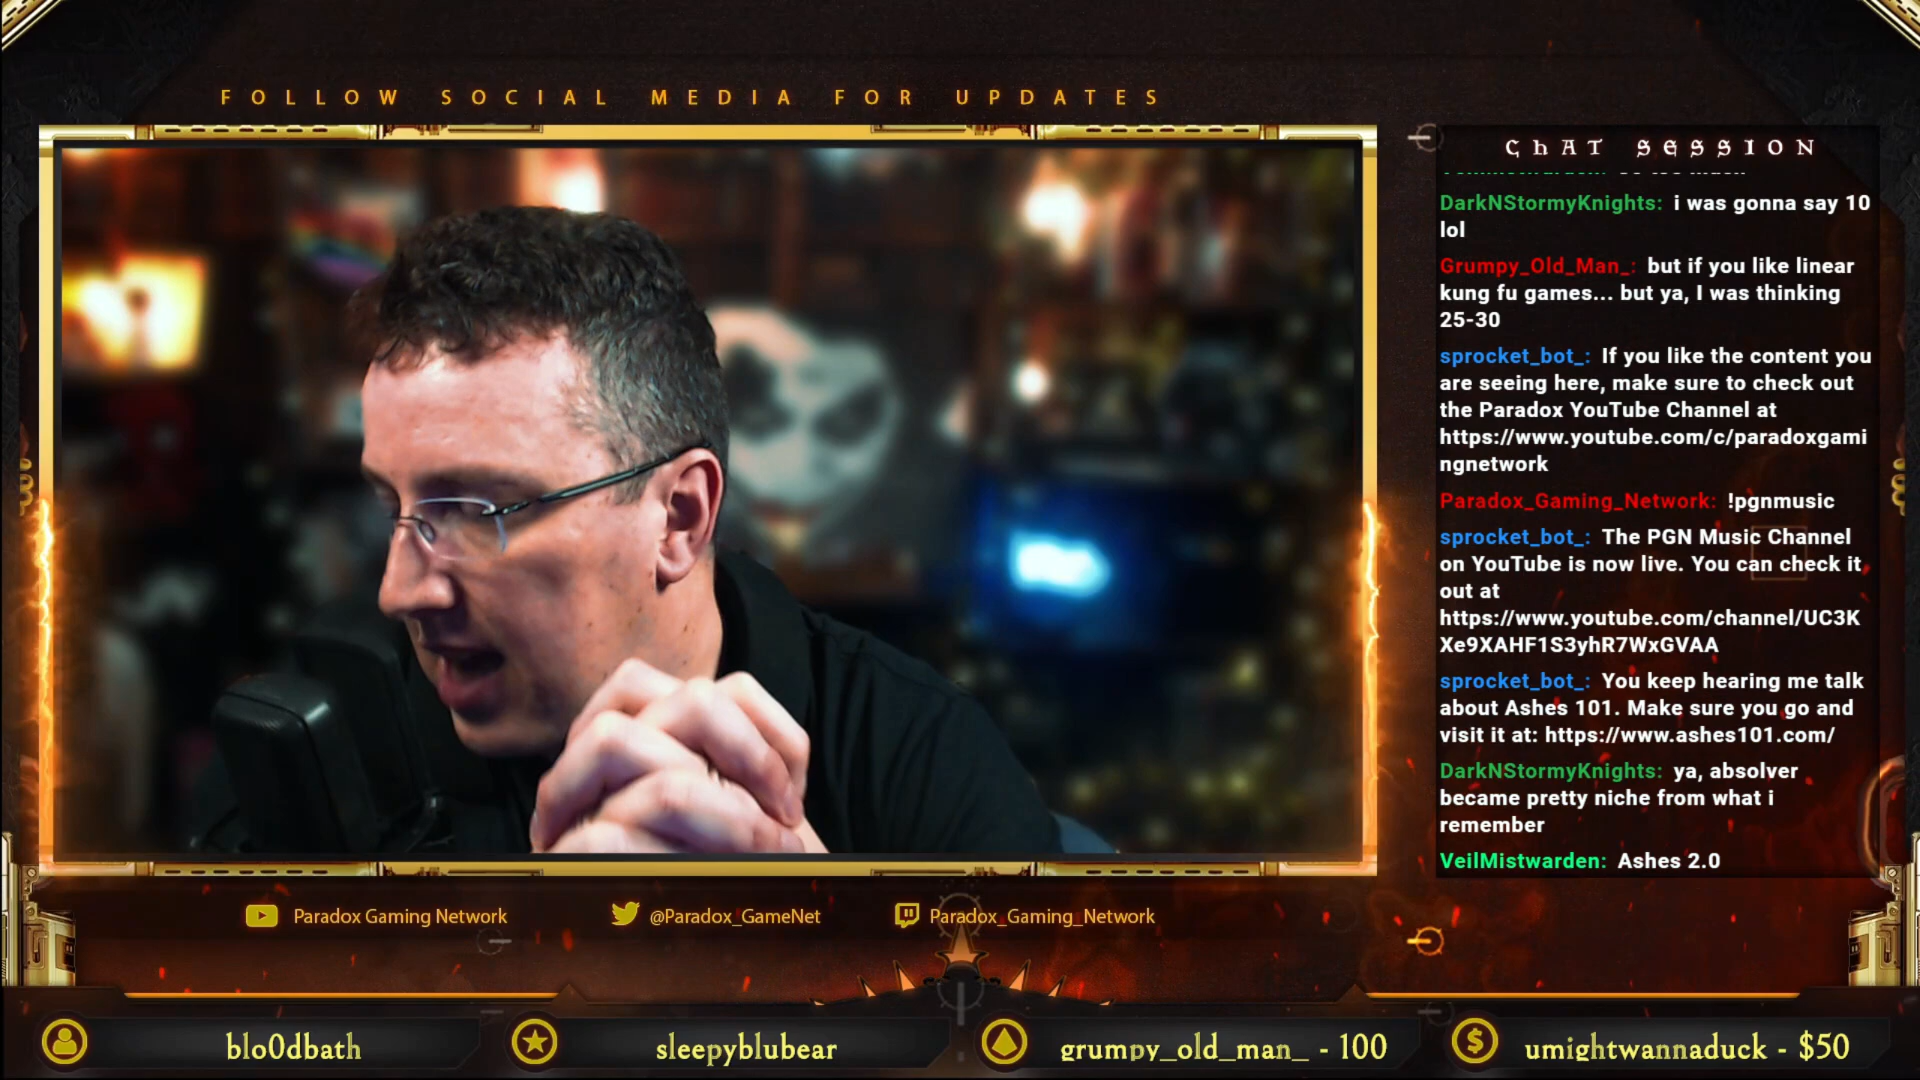 FOLLOW SOCIAL MEDIA FOR UPDATES
CHAT SESSION
DarkNStormyKnights: i was gonna say 10
lol
Grumpy_Old_Man_: but if you like linear
kung fu games... but ya, I was thinking
25-30
sprocket_bot_: If you like the content you
are seeing here, make sure to check out
the Paradox YouTube Channel at
https://www.youtube.com/c/paradoxgami
ngnetwork
Paradox_Gaming_Network: !pgnmusic
sprocket_bot_: The PGN Music Channel
on YouTube is now live. You can check it
out at
https://www.youtube.com/channel/UC3K
Xe9XAHF1S3yhR7WxGVAA
sprocket_bot_: You keep hearing me talk
about Ashes 101. Make sure you go and
visit it at: https://www.ashes101.com/
DarkNStormyKnights: ya, absolver
became pretty niche from what i
remember
VeilMistwarden: Ashes 2.0
Paradox Gaming Network
@Paradox_GameNet
Paradox_Gaming_Network
blo0dbath
sleepyblubear
grumpy_old_man_ - 100
umightwannaduck - $50